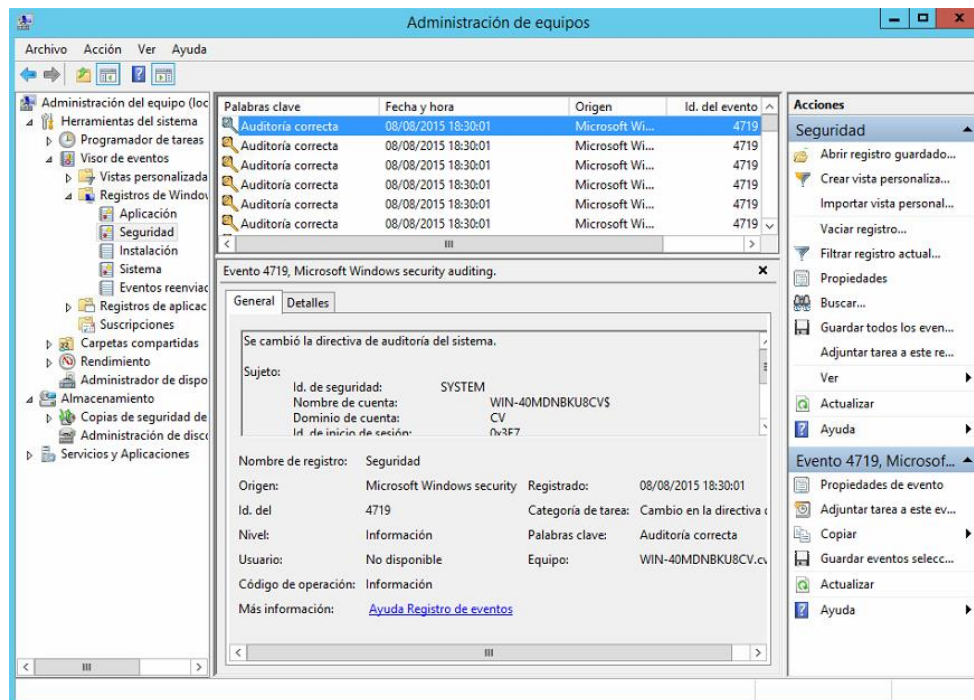 Administración de equipos
Archivo Acción Ver Ayuda
Administración del equipo (loc
Herramientas del sistema
Programador de tareas
Visor de eventos
Vistas personalizada
Registros de Window
Aplicación
Seguridad
Instalación
Sistema
Eventos reenviac
Registros de aplicac
Suscripciones
Carpetas compartidas
Rendimiento
Administrador de dispo
Almacenamiento
Copias de seguridad de
Administración de disco
Servicios y Aplicaciones
Palabras clave Fecha y hora Origen Id. del evento
Auditoría correcta 08/08/2015 18:30:01 Microsoft Wi... 4719
Auditoría correcta 08/08/2015 18:30:01 Microsoft Wi... 4719
Auditoría correcta 08/08/2015 18:30:01 Microsoft Wi... 4719
Auditoría correcta 08/08/2015 18:30:01 Microsoft Wi... 4719
Auditoría correcta 08/08/2015 18:30:01 Microsoft Wi... 4719
Auditoría correcta 08/08/2015 18:30:01 Microsoft Wi... 4719
Evento 4719, Microsoft Windows security auditing.
General Detalles
Se cambió la directiva de auditoría del sistema.
Sujeto:
Id. de seguridad: SYSTEM
Nombre de cuenta: WIN-40MDNBKU8CV$
Dominio de cuenta: CV
Id. de inicio de sesión: 0x3E7
Nombre de registro: Seguridad
Origen: Microsoft Windows security Registrado: 08/08/2015 18:30:01
Id. del 4719 Categoría de tarea: Cambio en la directiva d
Nivel: Información Palabras clave: Auditoría correcta
Usuario: No disponible Equipo: WIN-40MDNBKU8CV.cv
Código de operación: Información
Más información: Ayuda Registro de eventos
Acciones
Seguridad
Abrir registro guardado...
Crear vista personaliza...
Importar vista personal...
Vaciar registro...
Filtrar registro actual...
Propiedades
Buscar...
Guardar todos los even...
Adjuntar tarea a este re...
Ver
Actualizar
Ayuda
Evento 4719, Microsof...
Propiedades de evento
Adjuntar tarea a este ev...
Copiar
Guardar eventos selecc...
Actualizar
Ayuda